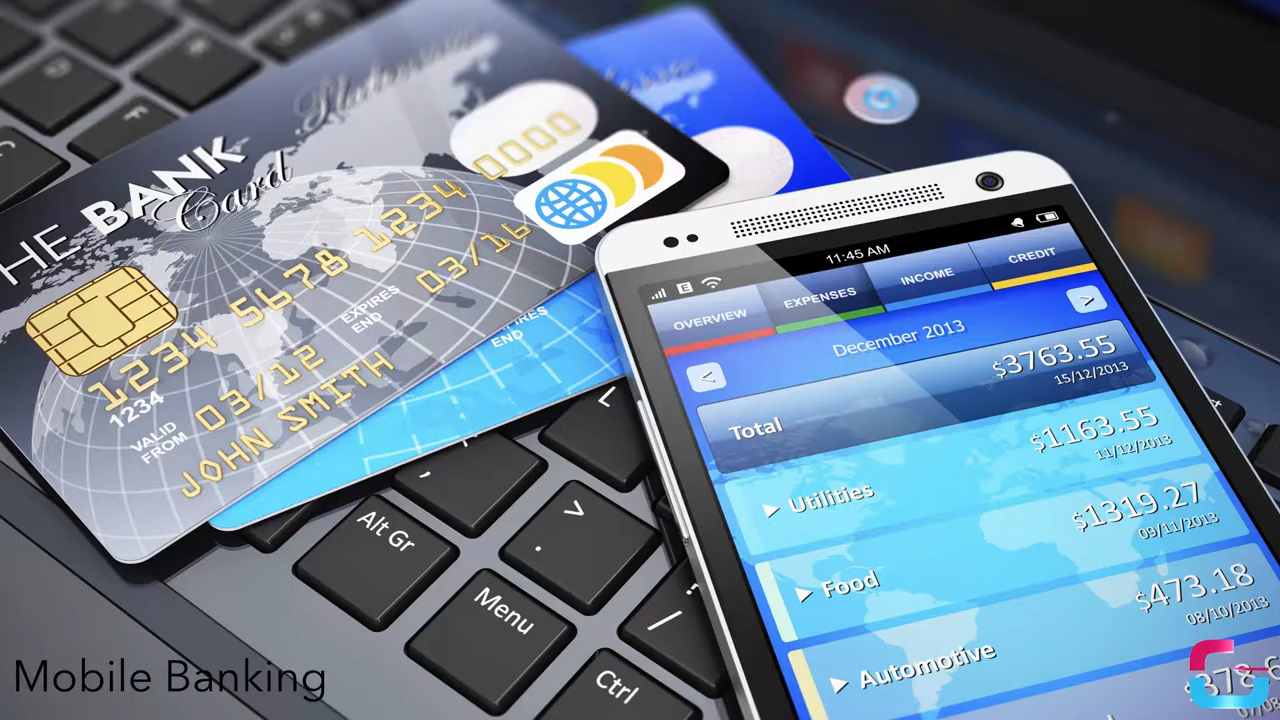 Platinum
THE BANK
Card
1234 5678 1234 0000
1234
VALID
FROM
03/12
EXPIRES
END
03/16
JOHN SMITH
EXPIRES
END
E
11:45 AM
OVERVIEW
EXPENSES
INCOME
CREDIT
<
December 2013
>
Total
$3763.55
15/12/2013
Utilities
$1163.55
11/12/2013
Food
$1319.27
09/11/2013
Automotive
$473.18
08/10/2013
L
,
Alt Gr
>
.
Menu
/
Ctrl
Mobile Banking